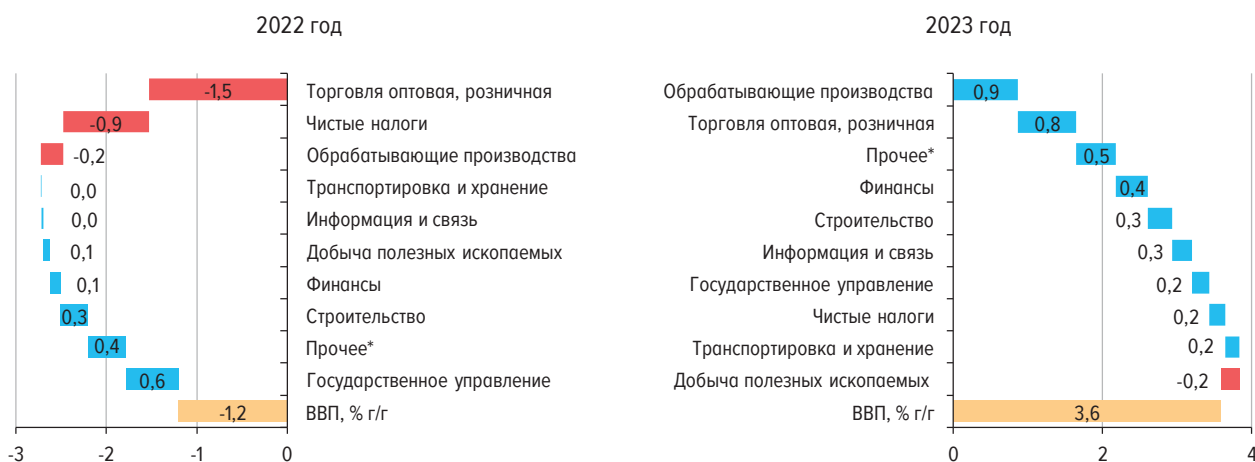 2022 год
-1,5 Торговля оптовая, розничная
-0,9 Чистые налоги
-0,2 Обрабатывающие производства
0,0 Транспортировка и хранение
0,0 Информация и связь
0,1 Добыча полезных ископаемых
0,1 Финансы
0,3 Строительство
0,4 Прочее*
0,6 Государственное управление
-1,2 ВВП, % г/г
-3 -2 -1 0
2023 год
Обрабатывающие производства 0,9
Торговля оптовая, розничная 0,8
Прочее* 0,5
Финансы 0,4
Строительство 0,3
Информация и связь 0,3
Государственное управление 0,2
Чистые налоги 0,2
Транспортировка и хранение 0,2
Добыча полезных ископаемых -0,2
ВВП, % г/г 3,6
0 2 4